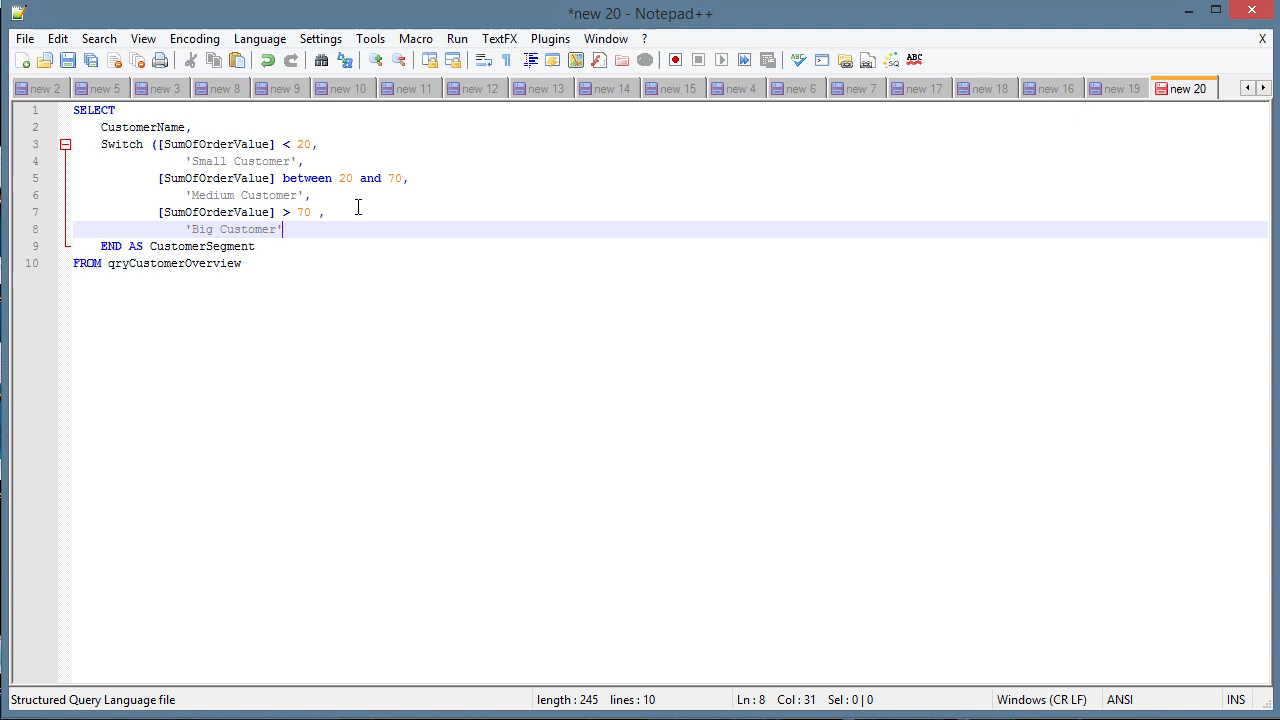 *new 20 - Notepad++
File Edit Search View Encoding Language Settings Tools Macro Run TextFX Plugins Window ? X
new 2 new 5 new 3 new 8 new 9 new 10 new 11 new 12 new 13 new 14 new 15 new 4 new 6 new 7 new 17 new 18 new 16 new 19 new 20
1 SELECT
2 CustomerName,
3 Switch ([SumOfOrderValue] < 20,
4 'Small Customer',
5 [SumOfOrderValue] between 20 and 70,
6 'Medium Customer',
7 [SumOfOrderValue] > 70 ,
8 'Big Customer'
9 END AS CustomerSegment
10 FROM qryCustomerOverview
Structured Query Language file length : 245 lines : 10 Ln : 8 Col : 31 Sel : 0 | 0 Windows (CR LF) ANSI INS